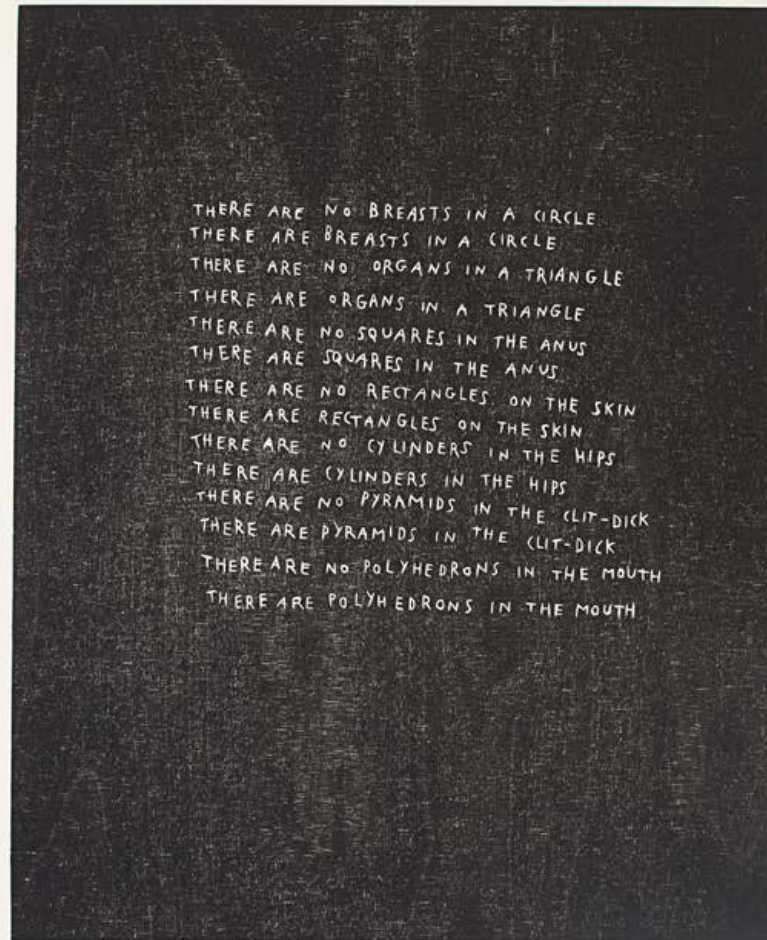 THERE ARE NO BREASTS IN A CIRCLE
THERE ARE BREASTS IN A CIRCLE
THERE ARE NO ORGANS IN A TRIANGLE
THERE ARE ORGANS IN A TRIANGLE
THERE ARE NO SQUARES IN THE ANUS
THERE ARE SQUARES IN THE ANUS
THERE ARE NO RECTANGLES ON THE SKIN
THERE ARE RECTANGLES ON THE SKIN
THERE ARE NO CYLINDERS IN THE HIPS
THERE ARE CYLINDERS IN THE HIPS
THERE ARE NO PYRAMIDS IN THE CLIT-DICK
THERE ARE PYRAMIDS IN THE CLIT-DICK
THERE ARE NO POLYHEDRONS IN THE MOUTH
THERE ARE POLYHEDRONS IN THE MOUTH